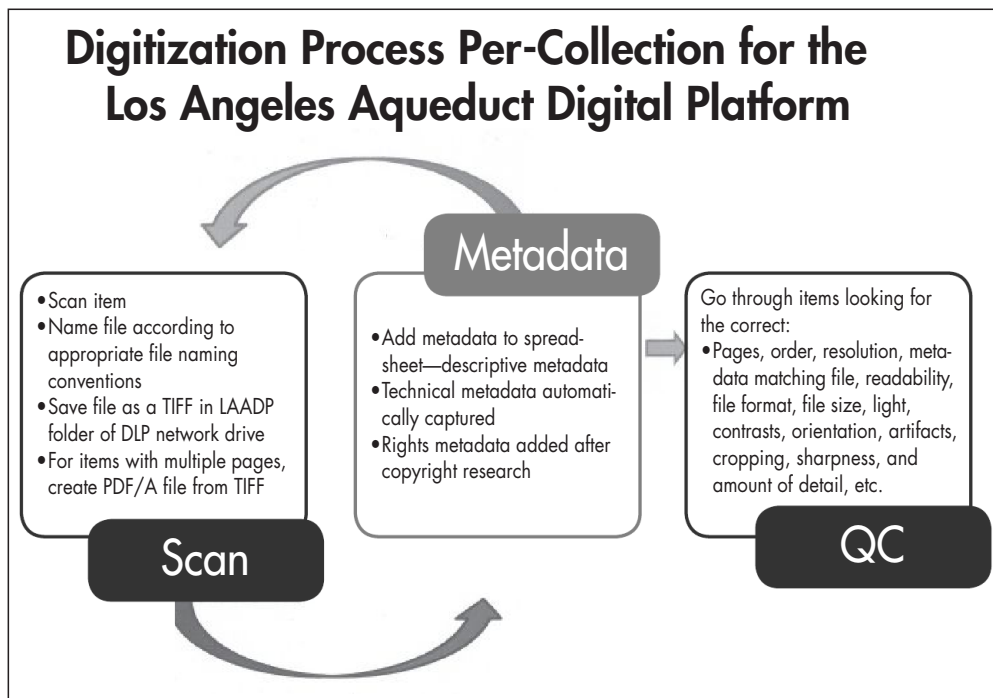 Digitization Process Per-Collection for the
Los Angeles Aqueduct Digital Platform
•Scan item
•Name file according to
appropriate file naming
conventions
•Save file as a TIFF in LAADP
folder of DLP network drive
•For items with multiple pages,
create PDF/A file from TIFF
Scan
Metadata
•Add metadata to spread-
sheet—descriptive metadata
•Technical metadata automati-
cally captured
•Rights metadata added after
copyright research
Go through items looking for
the correct:
•Pages, order, resolution, meta-
data matching file, readability,
file format, file size, light,
contrasts, orientation, artifacts,
cropping, sharpness, and
amount of detail, etc.
QC